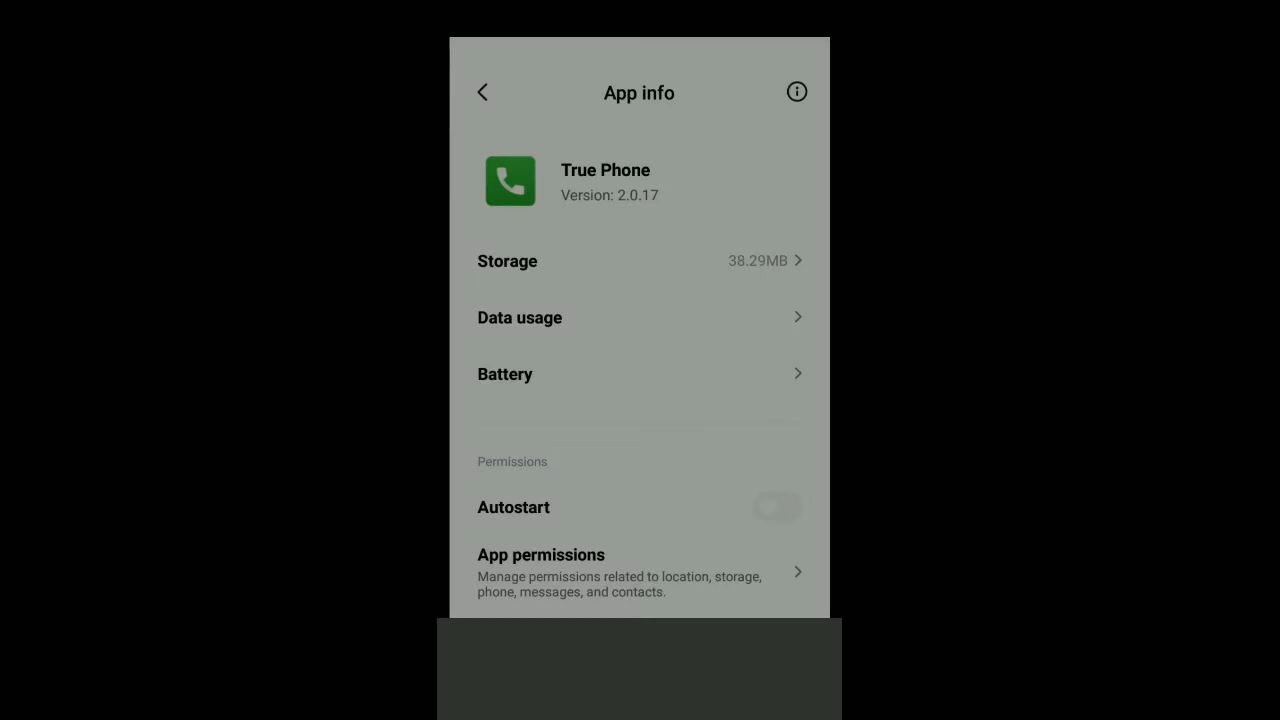 App info
True Phone
Version: 2.0.17
Storage 38.29MB
Data usage
Battery
Permissions
Autostart
App permissions
Manage permissions related to location, storage,
phone, messages, and contacts.